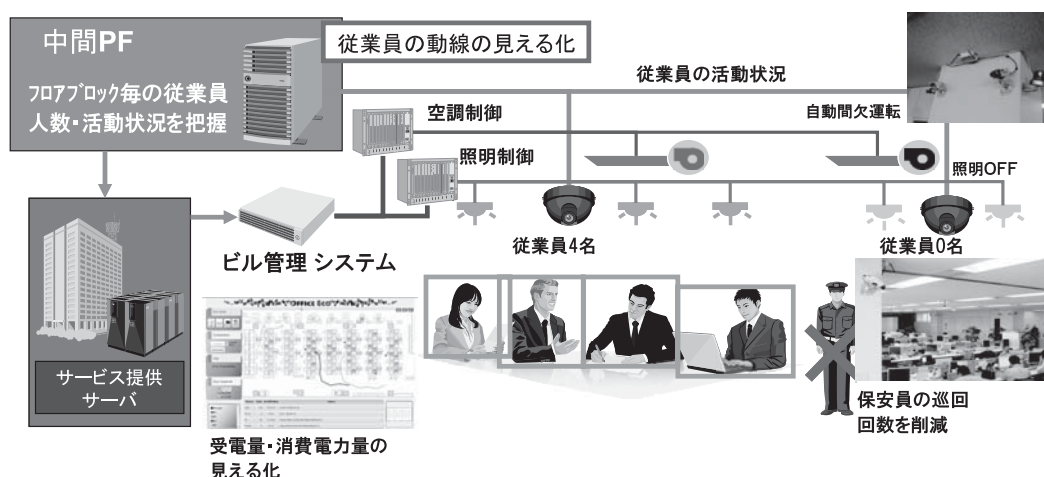 中間PF
フロアブロック毎の従業員
人数・活動状況を把握
従業員の動線の見える化
従業員の活動状況
空調制御
自動間欠運転
照明制御
照明OFF
従業員4名
従業員0名
ビル管理 システム
サービス提供
サーバ
OFFICE Eco
受電量・消費電力量の
見える化
保安員の巡回
回数を削減